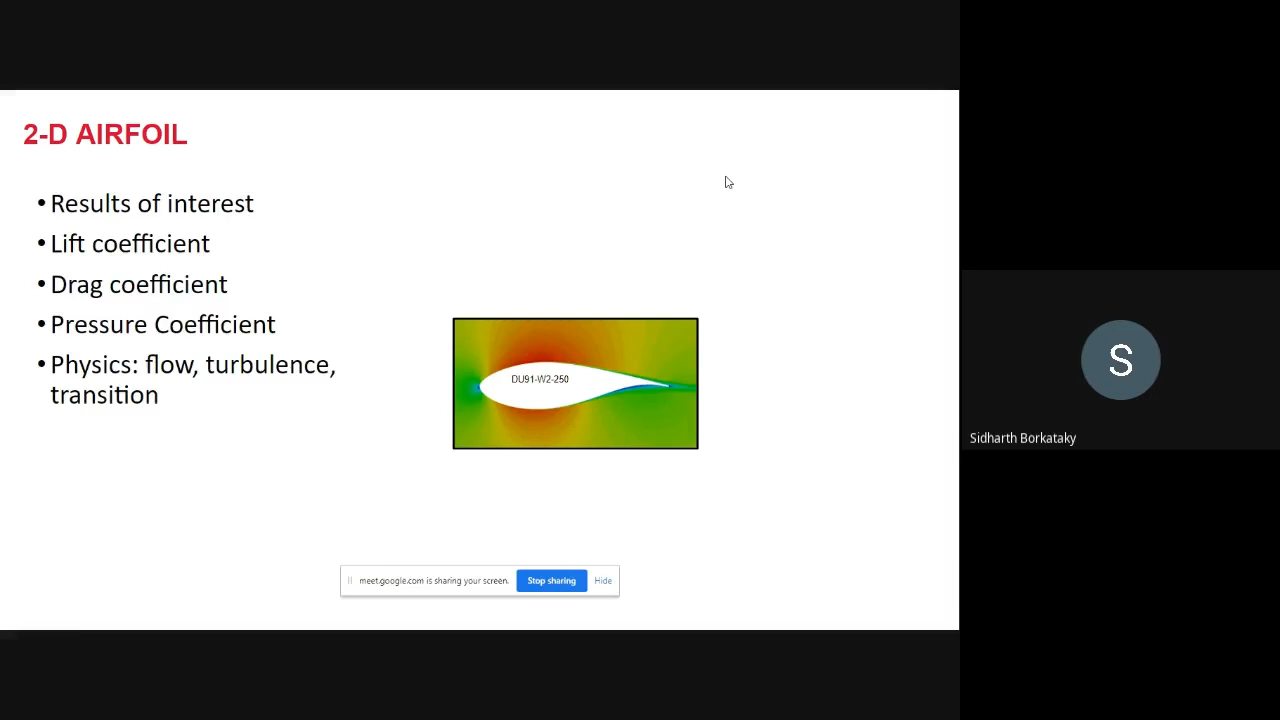 2-D AIRFOIL
• Results of interest
• Lift coefficient
• Drag coefficient
• Pressure Coefficient
• Physics: flow, turbulence,
transition
DU91-W2-250
meet.google.com is sharing your screen.
Stop sharing
Hide
S
Sidharth Borkataky